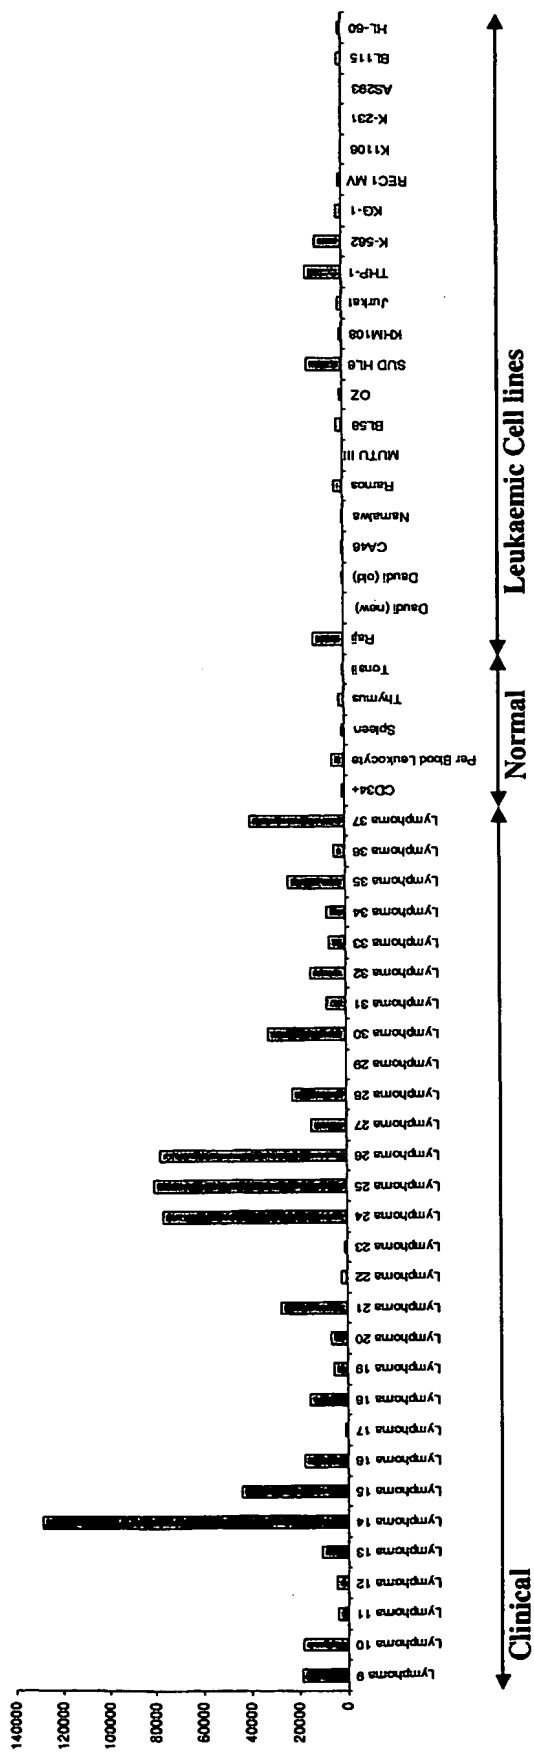 140000
120000
100000
80000
60000
40000
20000
0
Lymphoma 9
Lymphoma 10
Lymphoma 11
Lymphoma 12
Lymphoma 13
Lymphoma 14
Lymphoma 15
Lymphoma 16
Lymphoma 17
Lymphoma 18
Lymphoma 19
Lymphoma 20
Lymphoma 21
Lymphoma 22
Lymphoma 23
Lymphoma 24
Lymphoma 25
Lymphoma 26
Lymphoma 27
Lymphoma 28
Lymphoma 29
Lymphoma 30
Lymphoma 31
Lymphoma 32
Lymphoma 33
Lymphoma 34
Lymphoma 35
Lymphoma 36
Lymphoma 37
CD34+
Per Blood Leukocyte
Spleen
Thymus
Tonsil
Raji
Daudi (new)
Daudi (old)
CA46
Namalwa
Ramos
MUTU III
BL58
OZ
SUD HL6
KHM108
Jurkat
THP-1
K-562
KG-1
REC1 MV
K1106
K-231
AS283
BL115
HL-60
Clinical
Normal
Leukaemic Cell lines